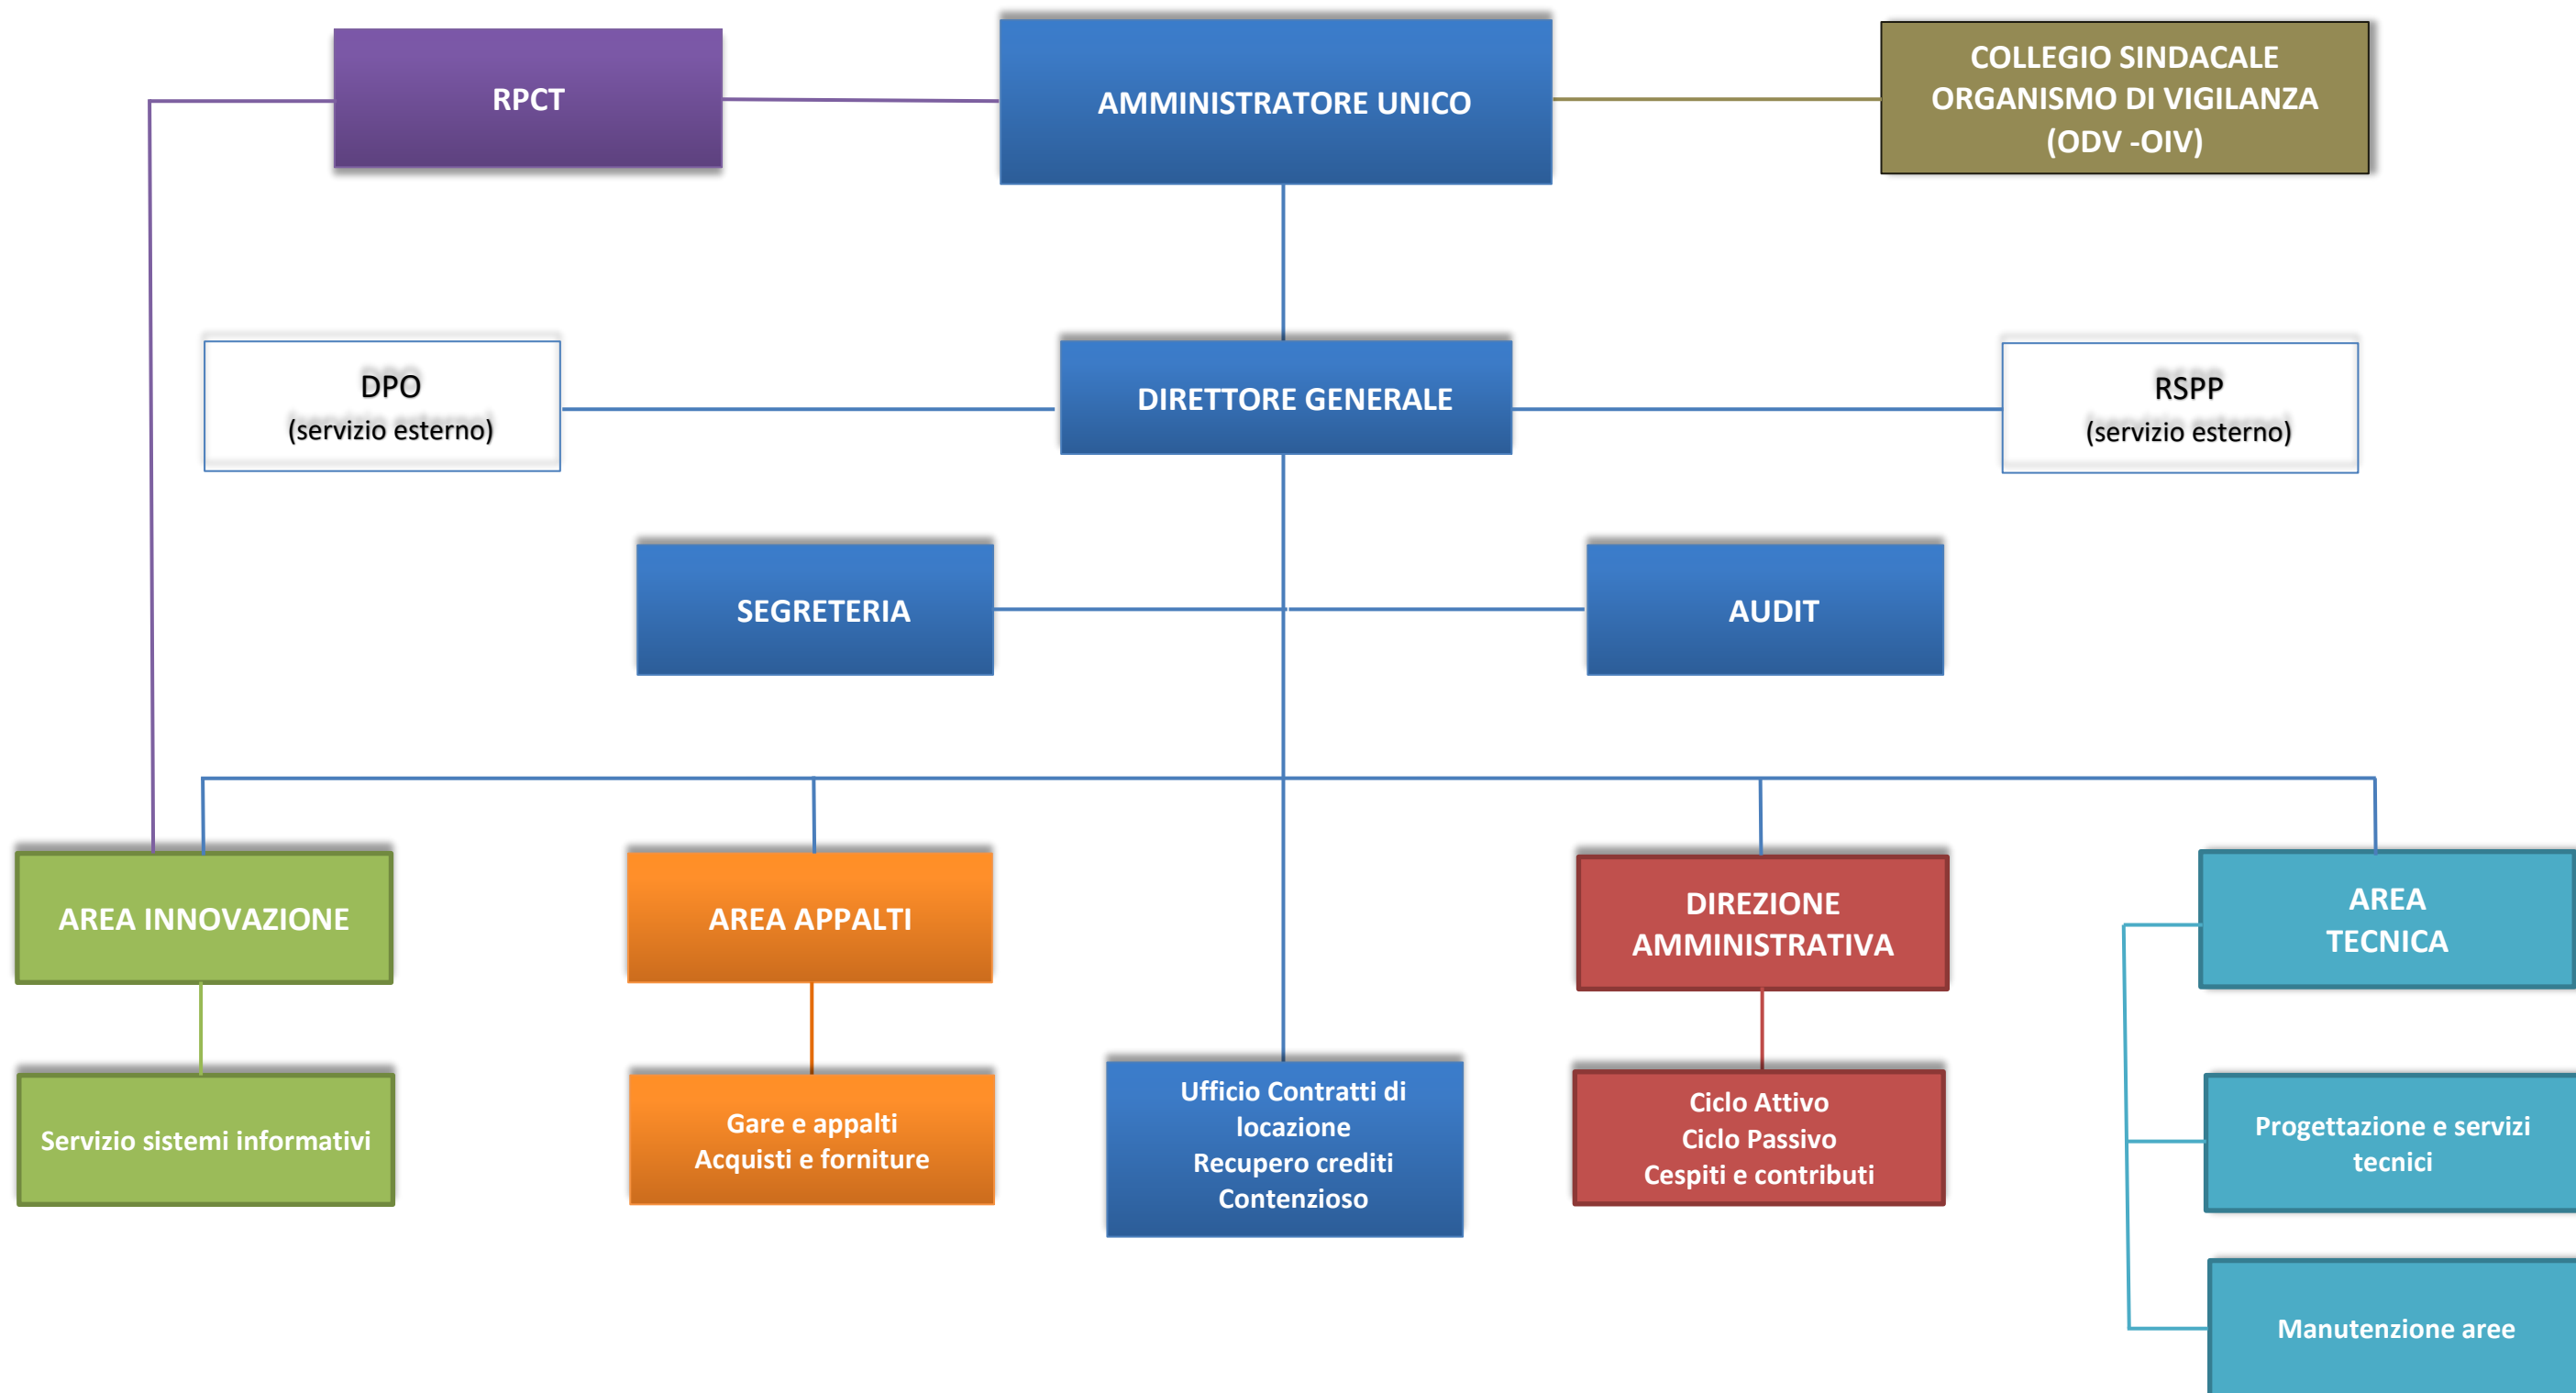 RPCT
AMMINISTRATORE UNICO
COLLEGIO SINDACALE
ORGANISMO DI VIGILANZA
(ODV -OIV)
DPO
(servizio esterno)
DIRETTORE GENERALE
RSPP
(servizio esterno)
SEGRETERIA
AUDIT
AREA INNOVAZIONE
AREA APPALTI
DIREZIONE
AMMINISTRATIVA
AREA
TECNICA
Servizio sistemi informativi
Gare e appalti
Acquisti e forniture
Ufficio Contratti di
locazione
Recupero crediti
Contenzioso
Ciclo Attivo
Ciclo Passivo
Cespiti e contributi
Progettazione e servizi
tecnici
Manutenzione aree